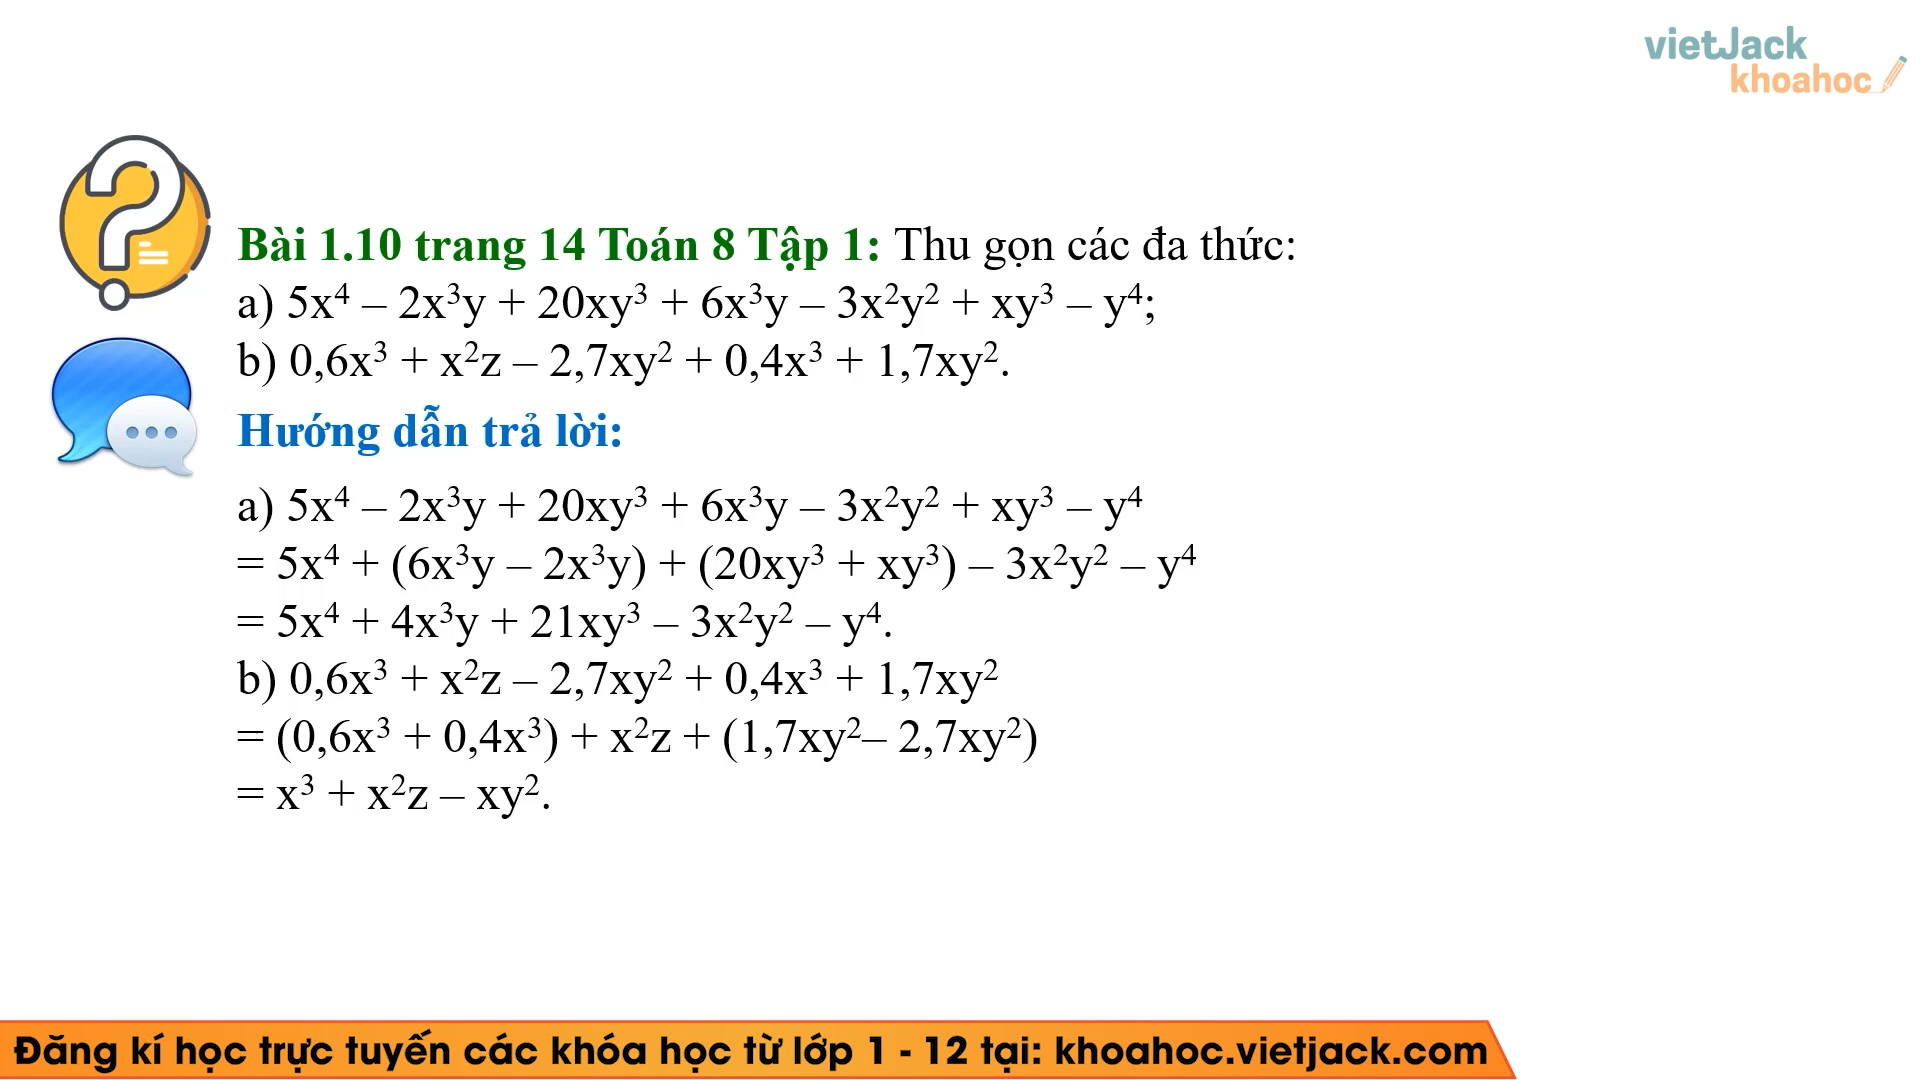 vietJack
khoahoc
Bài 1.10 trang 14 Toán 8 Tập 1: Thu gọn các đa thức:
a) 5x⁴ – 2x³y + 20xy³ + 6x³y – 3x²y² + xy³ – y⁴;
b) 0,6x³ + x²z – 2,7xy² + 0,4x³ + 1,7xy².
Hướng dẫn trả lời:
a) 5x⁴ – 2x³y + 20xy³ + 6x³y – 3x²y² + xy³ – y⁴
= 5x⁴ + (6x³y – 2x³y) + (20xy³ + xy³) – 3x²y² – y⁴
= 5x⁴ + 4x³y + 21xy³ – 3x²y² – y⁴.
b) 0,6x³ + x²z – 2,7xy² + 0,4x³ + 1,7xy²
= (0,6x³ + 0,4x³) + x²z + (1,7xy²– 2,7xy²)
= x³ + x²z – xy².
Đăng kí học trực tuyến các khóa học từ lớp 1 - 12 tại: khoahoc.vietjack.com